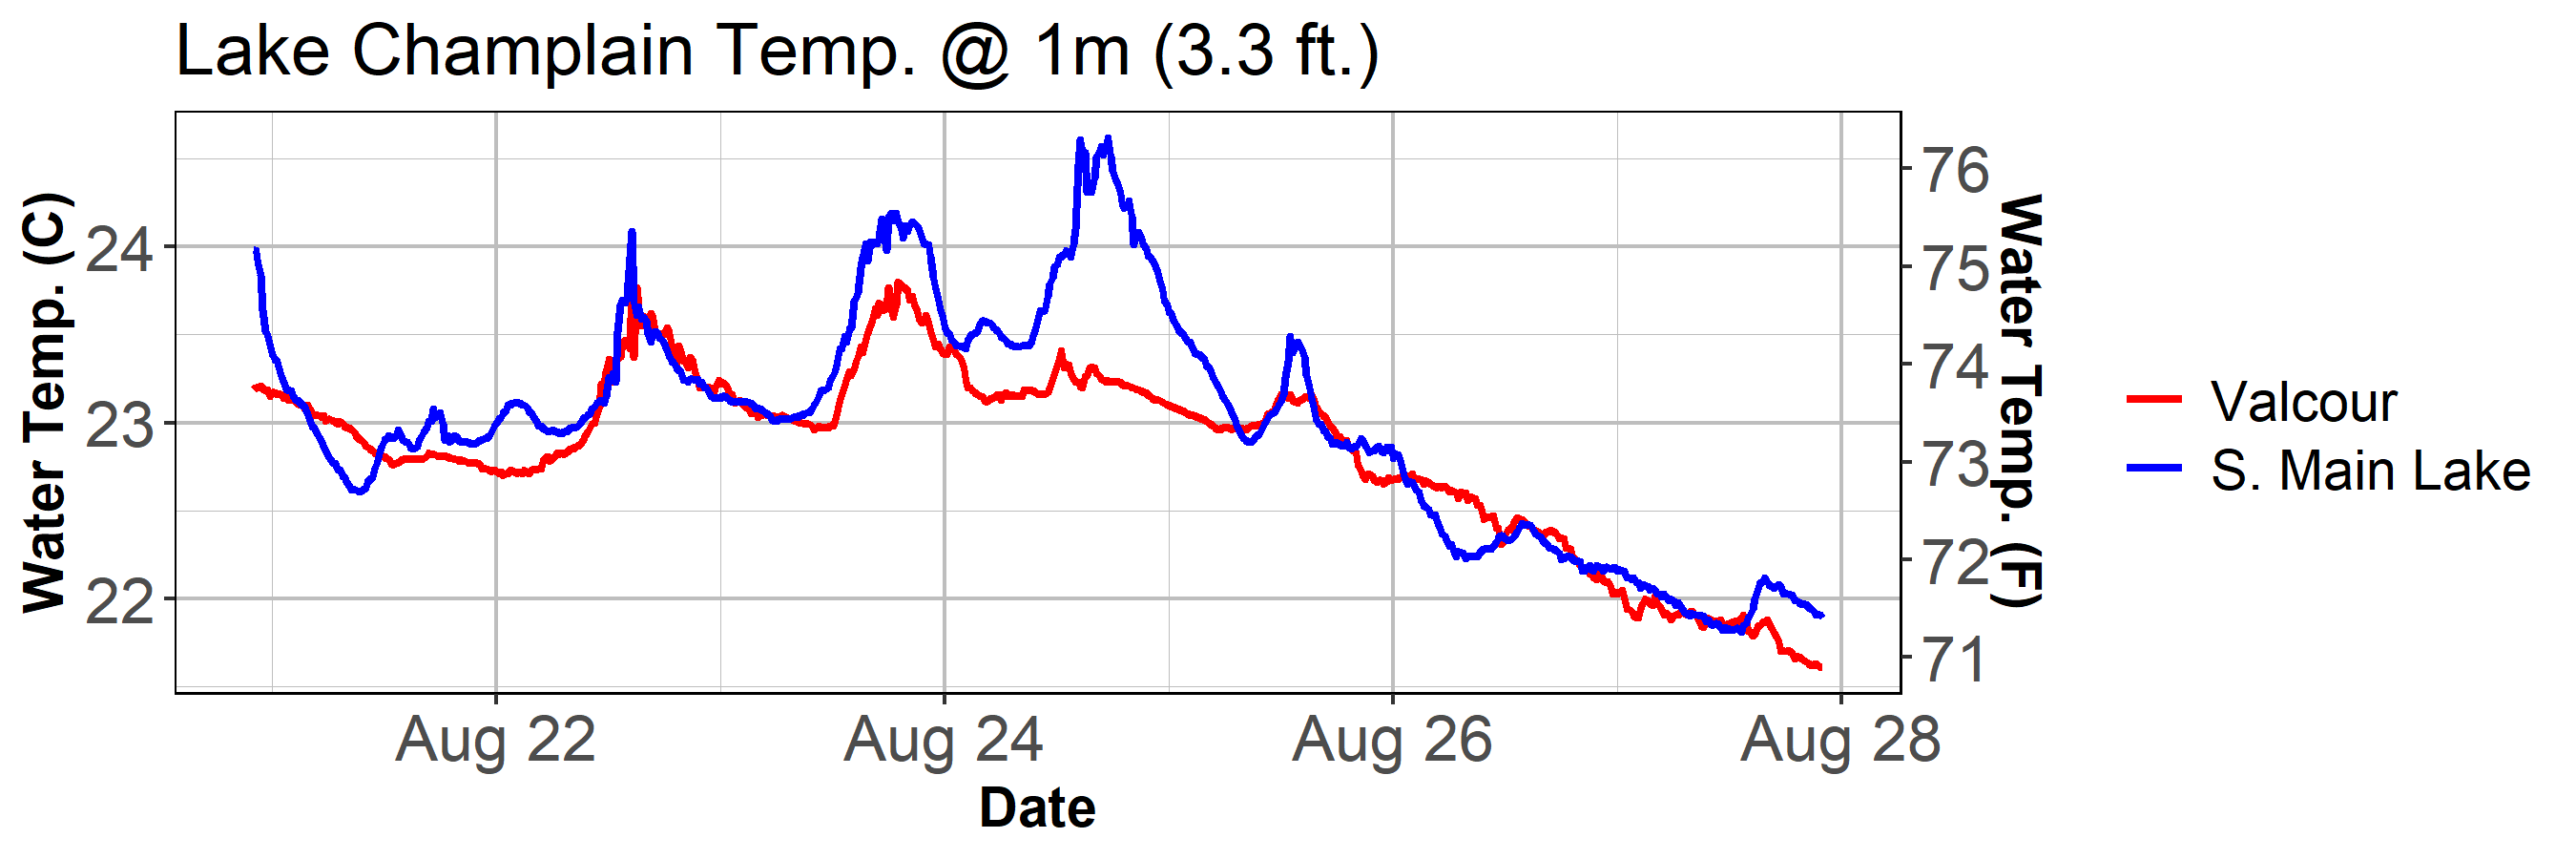 Lake Champlain Temp. @ 1m (3.3 ft.)
Water Temp. (C)
24
23
22
76
75
74
73
72
71
Water Temp. (F)
Valcour
S. Main Lake
Aug 22
Aug 24
Aug 26
Aug 28
Date